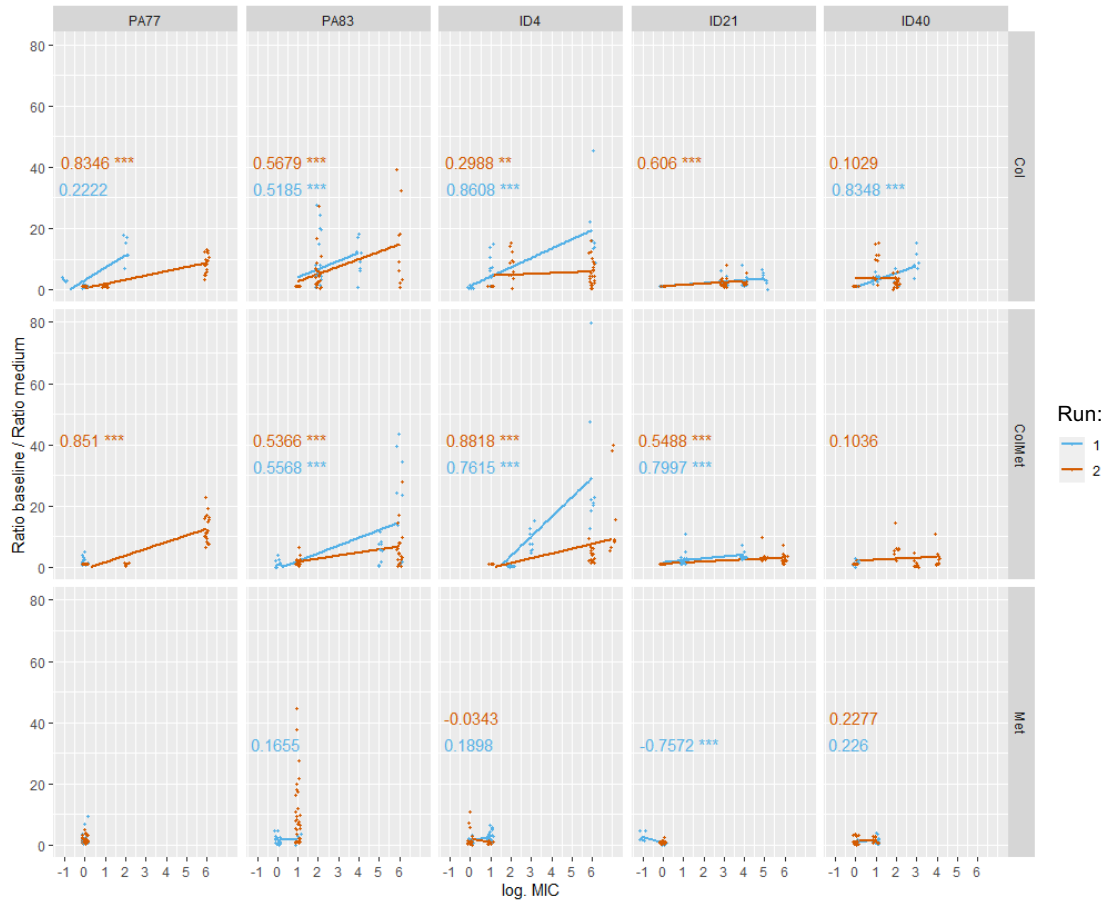 PA77 PA83 ID4 ID21 ID40
80
60
40
20
0
0.8346 *** 0.5679 *** 0.2988 ** 0.606 *** 0.1029
0.2222 0.5185 *** 0.8608 *** 0.8348 ***
Col
80
60
40
20
0
0.851 *** 0.5366 *** 0.8818 *** 0.5488 *** 0.1036
0.5568 *** 0.7615 *** 0.7997 ***
ColMet
Ratio baseline / Ratio medium
Run:
1
2
80
60
40
20
0
-0.0343 0.2277
0.1655 0.1898 -0.7572 *** 0.226
Met
-1 0 1 2 3 4 5 6 -1 0 1 2 3 4 5 6 -1 0 1 2 3 4 5 6 -1 0 1 2 3 4 5 6 -1 0 1 2 3 4 5 6
log. MIC